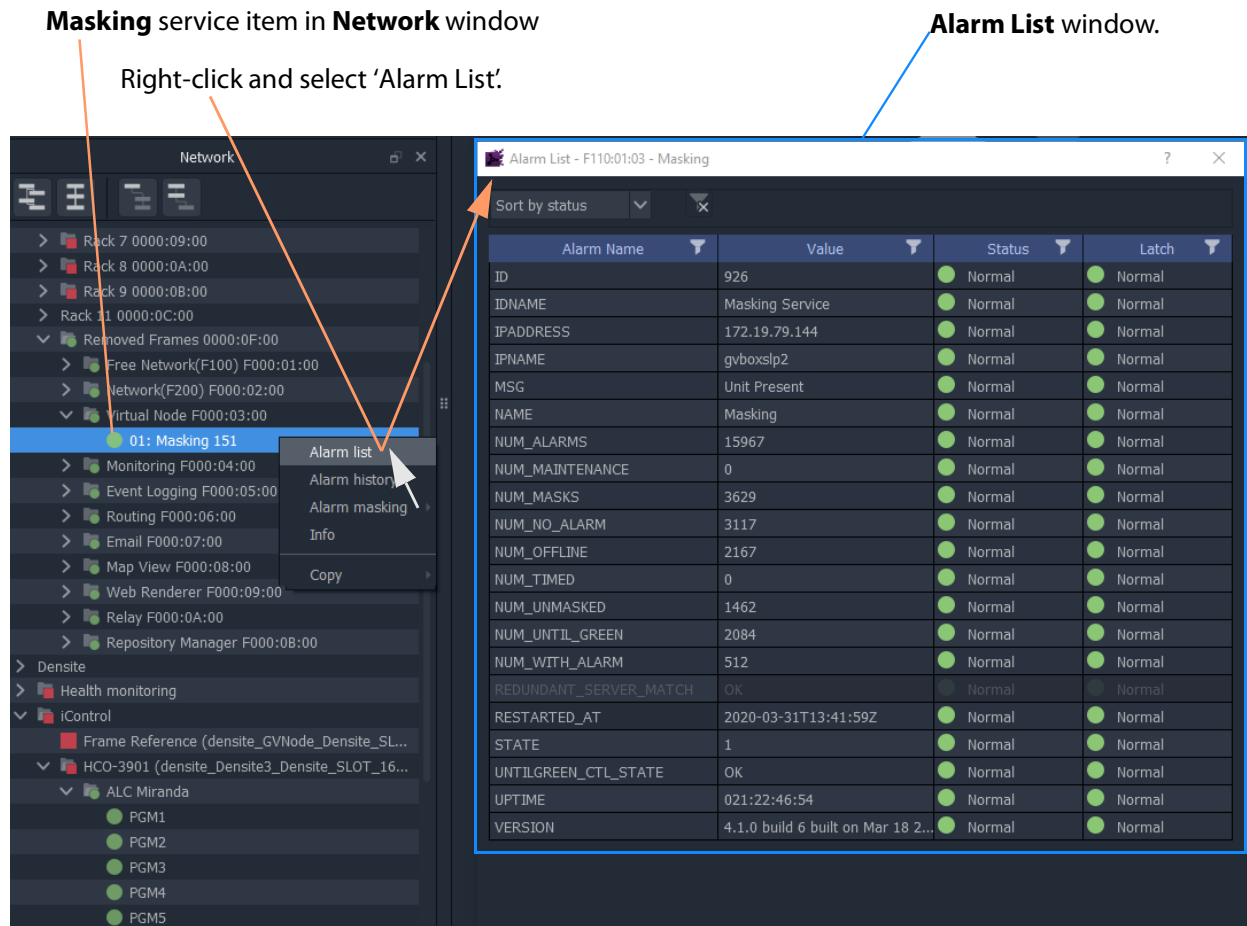 Masking service item in Network window
Alarm List window.
Right-click and select ‘Alarm List’.
Network
Rack 7 0000:09:00
Rack 8 0000:0A:00
Rack 9 0000:0B:00
Rack 11 0000:0C:00
Removed Frames 0000:0F:00
Free Network(F100) F000:01:00
Network(F200) F000:02:00
Virtual Node F000:03:00
01: Masking 151
Monitoring F000:04:00
Event Logging F000:05:00
Routing F000:06:00
Email F000:07:00
Map View F000:08:00
Web Renderer F000:09:00
Relay F000:0A:00
Repository Manager F000:0B:00
Densite
Health monitoring
iControl
Frame Reference (densite_GVNode_Densite_SL...
HCO-3901 (densite_Densite3_Densite_SLOT_16...
ALC Miranda
PGM1
PGM2
PGM3
PGM4
PGM5
Alarm list
Alarm history
Alarm masking
Info
Copy
Alarm List - F110:01:03 - Masking ?
Sort by status
Alarm Name Value Status Latch
ID 926 Normal Normal
IDNAME Masking Service Normal Normal
IPADDRESS 172.19.79.144 Normal Normal
IPNAME gvboxslp2 Normal Normal
MSG Unit Present Normal Normal
NAME Masking Normal Normal
NUM_ALARMS 15967 Normal Normal
NUM_MAINTENANCE 0 Normal Normal
NUM_MASKS 3629 Normal Normal
NUM_NO_ALARM 3117 Normal Normal
NUM_OFFLINE 2167 Normal Normal
NUM_TIMED 0 Normal Normal
NUM_UNMASKED 1462 Normal Normal
NUM_UNTIL_GREEN 2084 Normal Normal
NUM_WITH_ALARM 512 Normal Normal
REDUNDANT_SERVER_MATCH OK Normal Normal
RESTARTED_AT 2020-03-31T13:41:59Z Normal Normal
STATE 1 Normal Normal
UNTILGREEN_CTL_STATE OK Normal Normal
UPTIME 021:22:46:54 Normal Normal
VERSION 4.1.0 build 6 built on Mar 18 2... Normal Normal